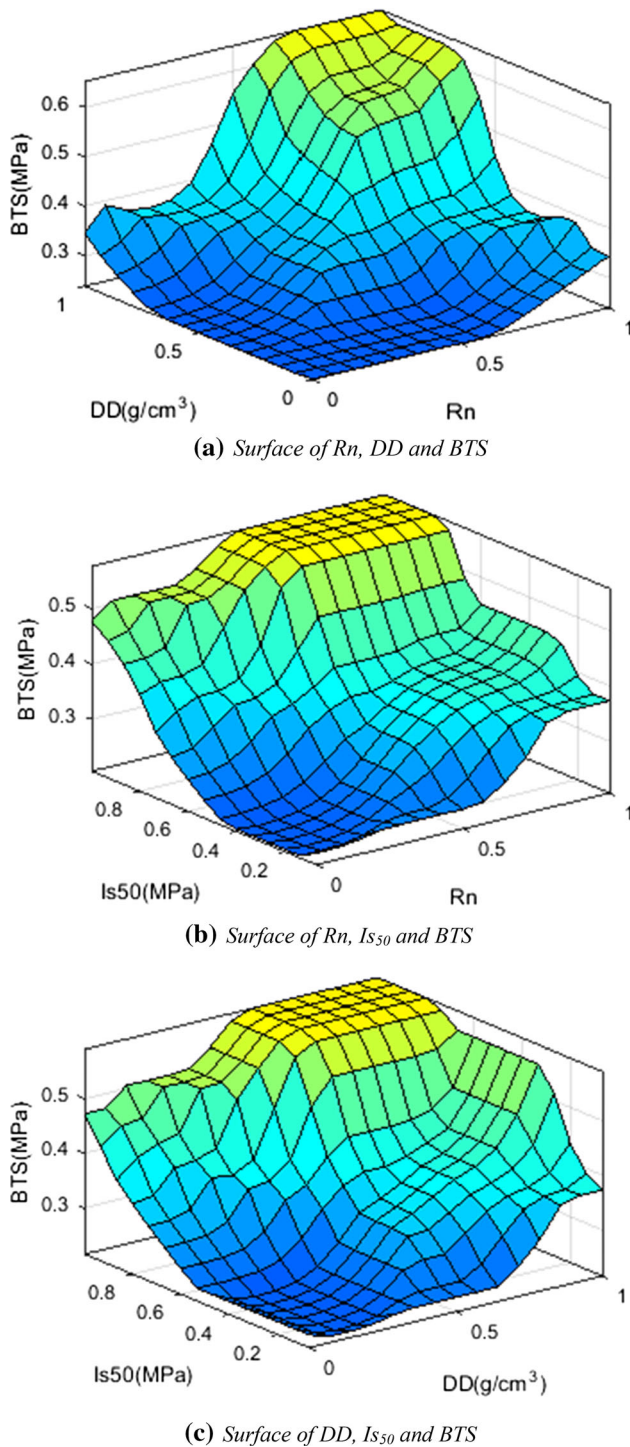 0.6
0.5
0.4
0.3
BTS(MPa)
1
0.5
0
DD(g/cm³)
0
0.5
1
Rn
(a) Surface of Rn, DD and BTS
0.5
0.4
0.3
BTS(MPa)
0.8
0.6
0.4
0.2
Is50(MPa)
0
0.5
1
Rn
(b) Surface of Rn, Is₅₀ and BTS
0.5
0.4
0.3
BTS(MPa)
0.8
0.6
0.4
0.2
Is50(MPa)
0
0.5
1
DD(g/cm³)
(c) Surface of DD, Is₅₀ and BTS